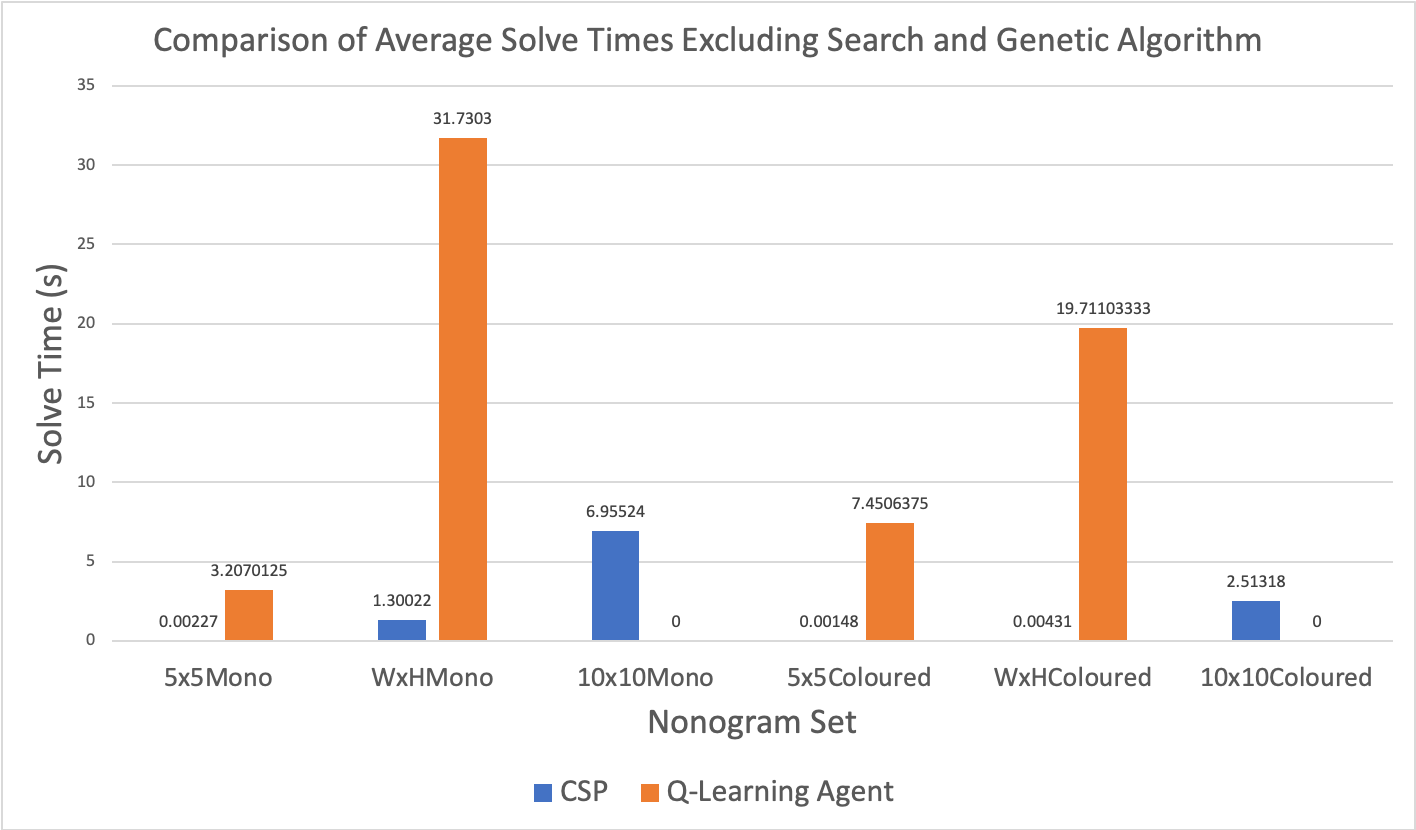 Comparison of Average Solve Times Excluding Search and Genetic Algorithm
35
30
25
20
15
10
5
0
Solve Time (s)
0.00227
3.2070125
1.30022
31.7303
6.95524
0
0.00148
7.4506375
0.00431
19.71103333
2.51318
0
5x5Mono
WxHMono
10x10Mono
5x5Coloured
WxHColoured
10x10Coloured
Nonogram Set
CSP
Q-Learning Agent